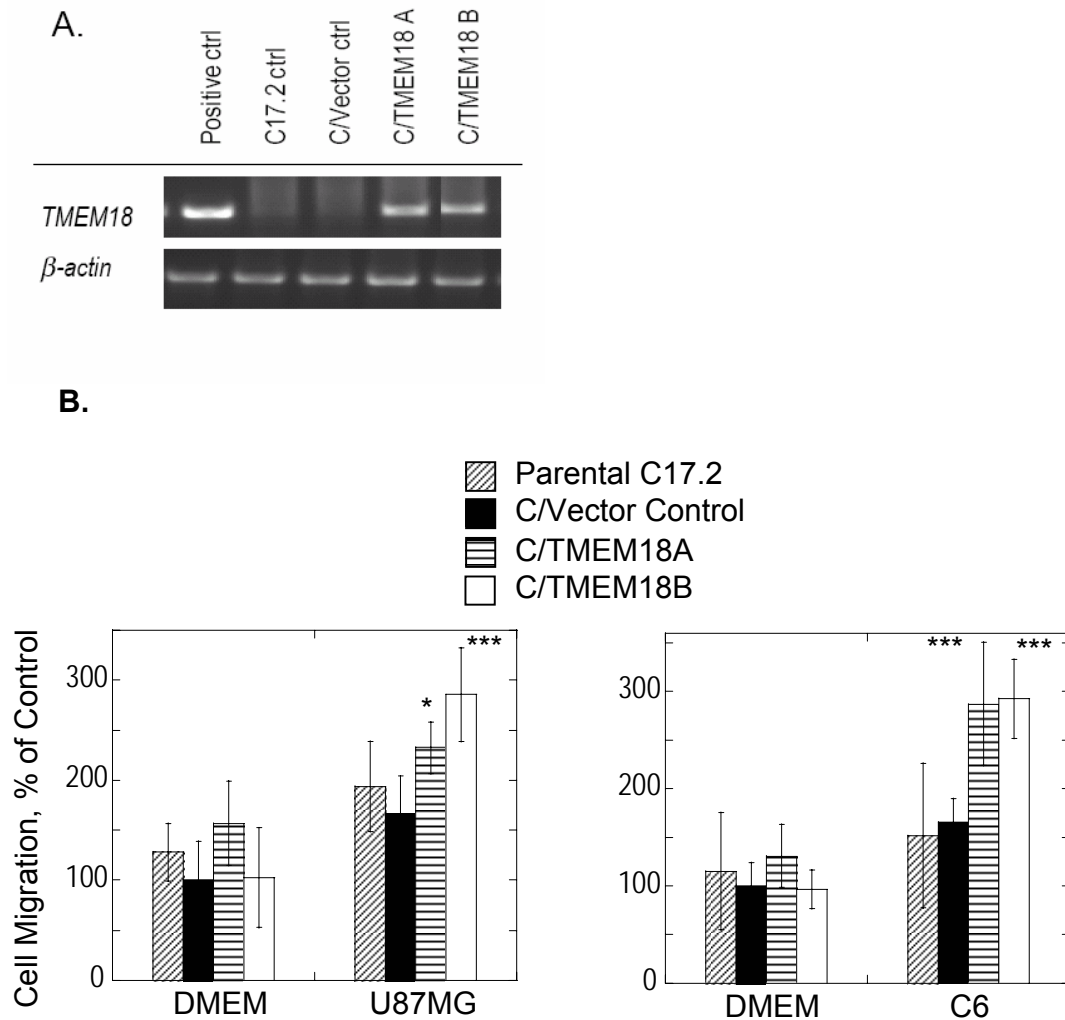 A.
Positive ctrl
C17.2 ctrl
C/Vector ctrl
C/TMEM18 A
C/TMEM18 B
TMEM18
β-actin
B.
Parental C17.2
C/Vector Control
C/TMEM18A
C/TMEM18B
Cell Migration, % of Control
300
200
100
0
*
***
DMEM
U87MG
300
200
100
0
***
***
DMEM
C6